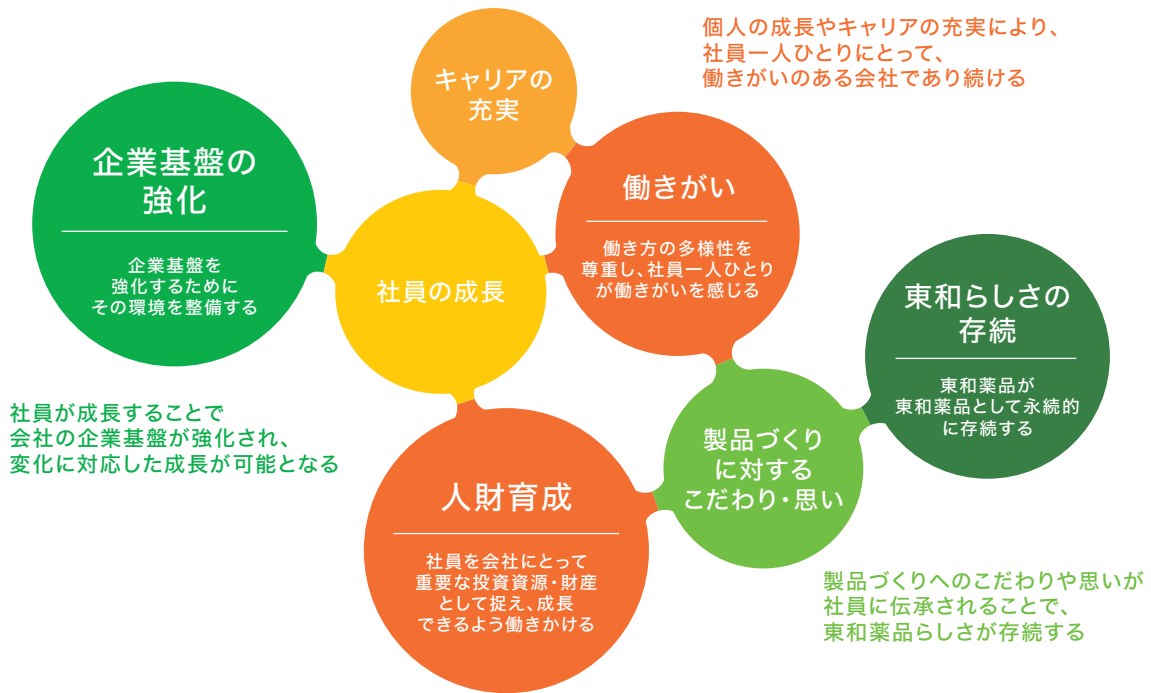 個人の成長やキャリアの充実により、
社員一人ひとりにとって、
働きがいのある会社であり続ける
キャリアの
充実
企業基盤の
強化
企業基盤を
強化するために
その環境を整備する
働きがい
働き方の多様性を
尊重し、社員一人ひとり
が働きがいを感じる
社員の成長
東和らしさの
存続
東和薬品が
東和薬品として永続的
に存続する
社員が成長することで
会社の企業基盤が強化され、
変化に対応した成長が可能となる
製品づくり
に対する
こだわり・思い
人財育成
社員を会社にとって
重要な投資資源・財産
として捉え、成長
できるよう働きかける
製品づくりへのこだわりや思いが
社員に伝承されることで、
東和薬品らしさが存続する